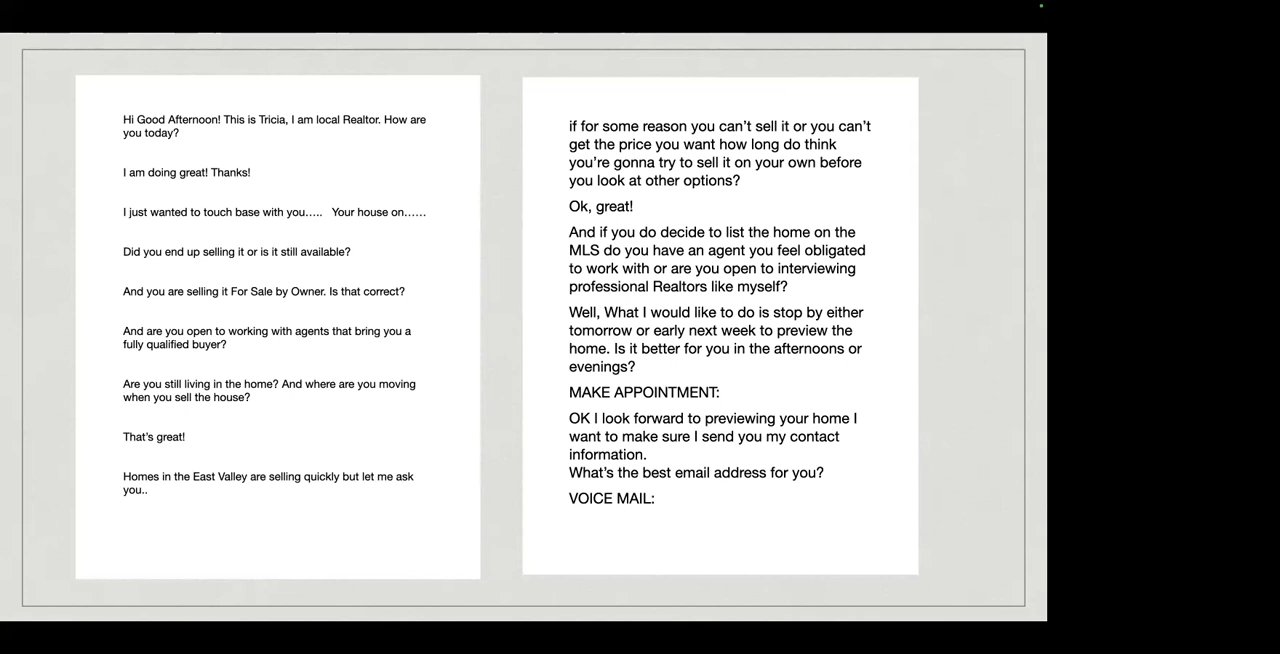 Hi Good Afternoon! This is Tricia, I am local Realtor. How are
you today?
I am doing great! Thanks!
I just wanted to touch base with you….. Your house on……
Did you end up selling it or is it still available?
And you are selling it For Sale by Owner. Is that correct?
And are you open to working with agents that bring you a
fully qualified buyer?
Are you still living in the home? And where are you moving
when you sell the house?
That's great!
Homes in the East Valley are selling quickly but let me ask
you..
if for some reason you can't sell it or you can't
get the price you want how long do think
you're gonna try to sell it on your own before
you look at other options?
Ok, great!
And if you do decide to list the home on the
MLS do you have an agent you feel obligated
to work with or are you open to interviewing
professional Realtors like myself?
Well, What I would like to do is stop by either
tomorrow or early next week to preview the
home. Is it better for you in the afternoons or
evenings?
MAKE APPOINTMENT:
OK I look forward to previewing your home I
want to make sure I send you my contact
information.
What's the best email address for you?
VOICE MAIL: